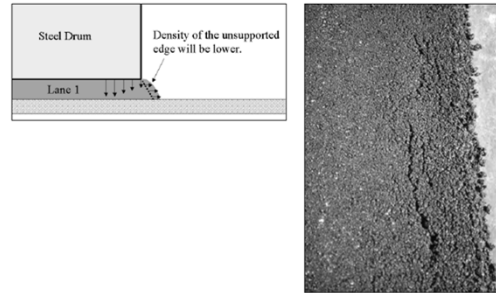 Steel Drum
Density of the unsupported
edge will be lower.
Lane 1